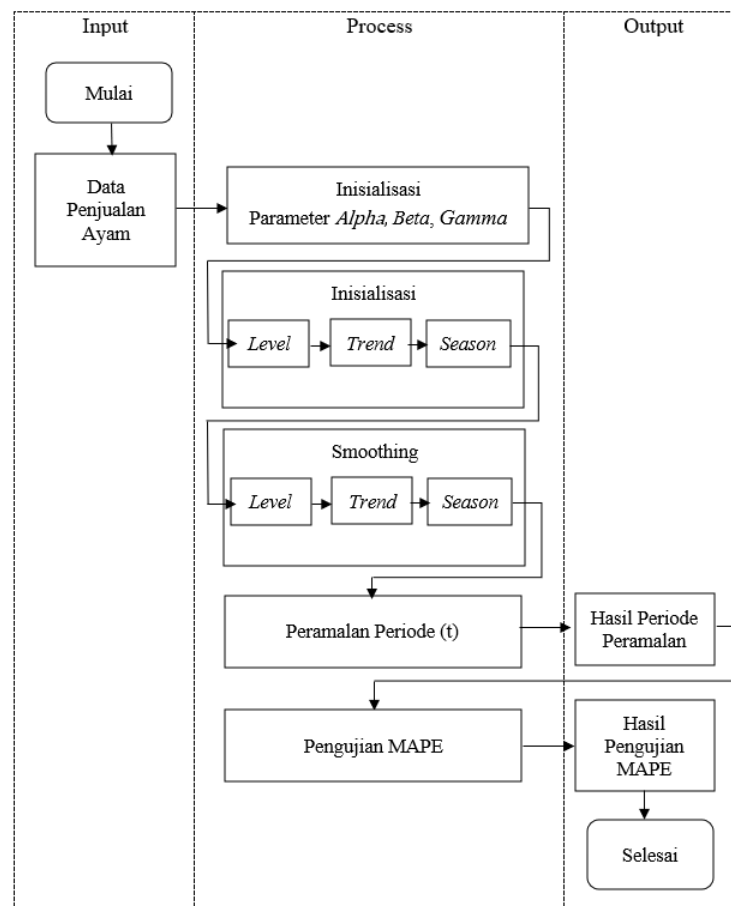 Input
Process
Output
Mulai
Data
Penjualan
Ayam
Inisialisasi
Parameter Alpha, Beta, Gamma
Inisialisasi
Level
Trend
Season
Smoothing
Level
Trend
Season
Peramalan Periode (t)
Hasil Periode
Peramalan
Pengujian MAPE
Hasil
Pengujian
MAPE
Selesai